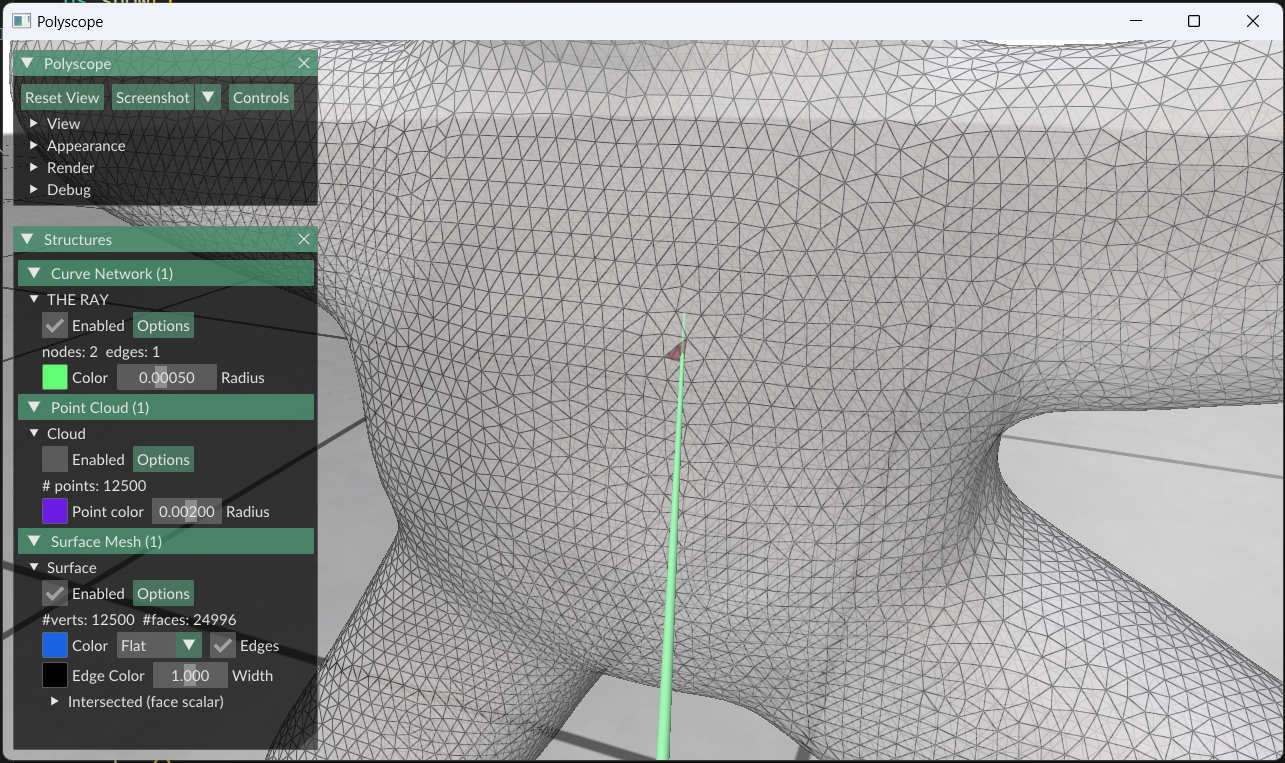 Polyscope
Polyscope
Reset View Screenshot Controls
View
Appearance
Render
Debug
Structures
Curve Network (1)
THE RAY
Enabled Options
nodes: 2 edges: 1
Color 0.00050 Radius
Point Cloud (1)
Cloud
Enabled Options
# points: 12500
Point color 0.00200 Radius
Surface Mesh (1)
Surface
Enabled Options
#verts: 12500 #faces: 24996
Color Flat Edges
Edge Color 1.000 Width
Intersected (face scalar)